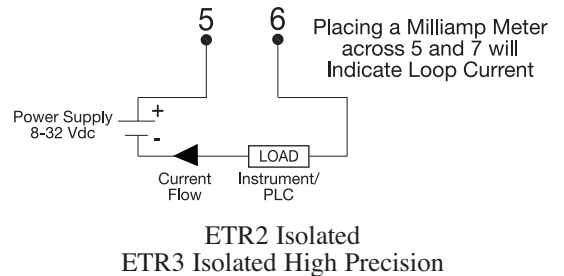 5 6
Placing a Milliamp Meter
across 5 and 7 will
Indicate Loop Current
Power Supply
8-32 Vdc
+
-
LOAD
Current
Flow
Instrument/
PLC
ETR2 Isolated
ETR3 Isolated High Precision